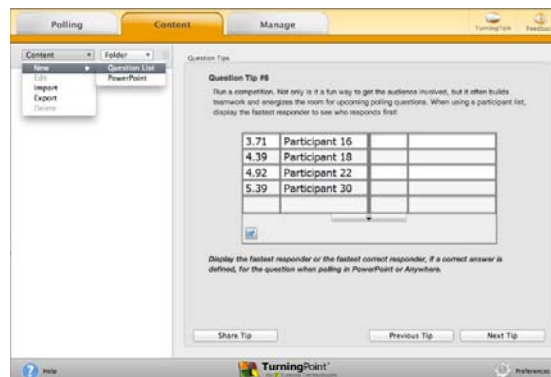 Polling
Content
Manage
TurningTalk
Feedback
Content
Folder
New
Question List
Edit
PowerPoint
Import
Export
Delete
Question Tips
Question Tip #8
Run a competition. Not only is it a fun way to get the audience involved, but it often builds
teamwork and energizes the room for upcoming polling questions. When using a participant list,
display the fastest responder to see who responds first!
3.71 Participant 16
4.39 Participant 18
4.92 Participant 22
5.39 Participant 30
Display the fastest responder or the fastest correct responder, if a correct answer is
defined, for the question when polling in PowerPoint or Anywhere.
Share Tip
Previous Tip
Next Tip
Help
TurningPoint
by Turning Technologies
Preferences